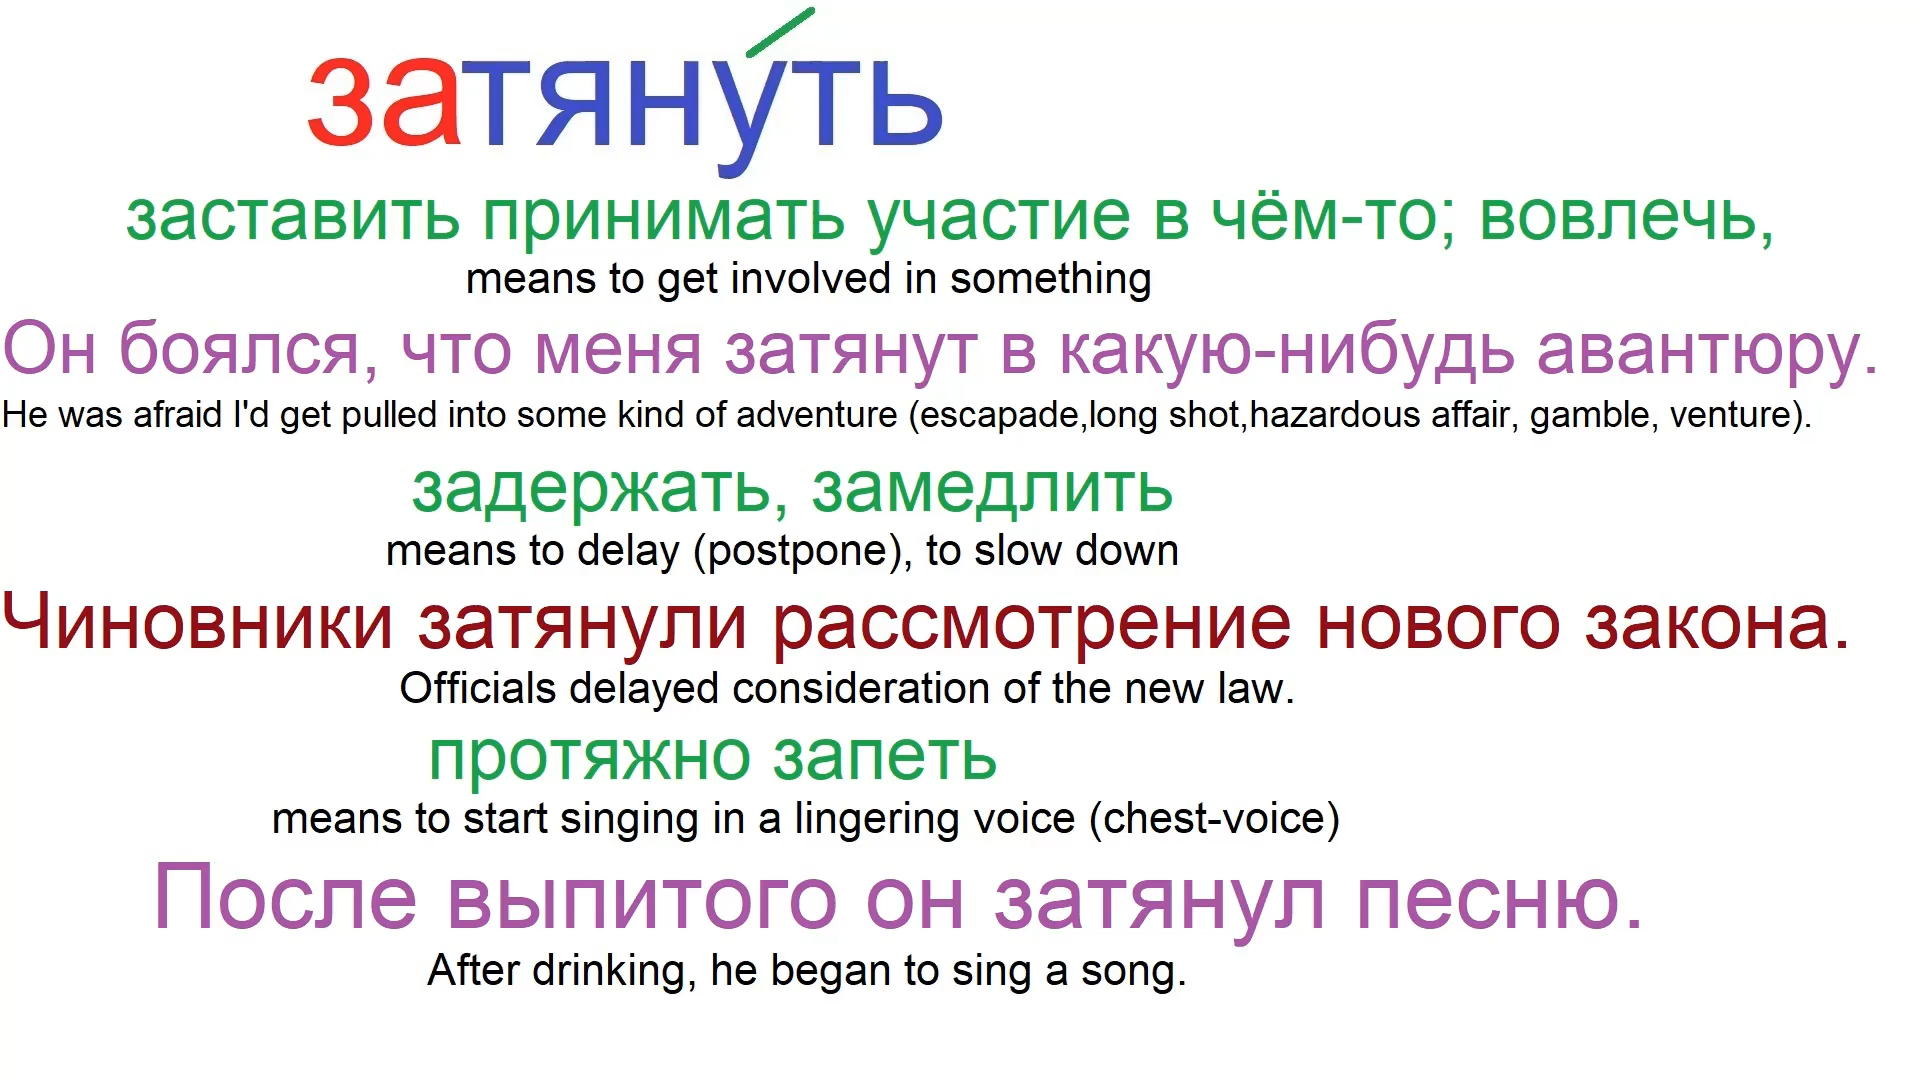 затяну́ть
заставить принимать участие в чём-то; вовлечь,
means to get involved in something
Он боялся, что меня затянут в какую-нибудь авантюру.
He was afraid I'd get pulled into some kind of adventure (escapade,long shot,hazardous affair, gamble, venture).
задержать, замедлить
means to delay (postpone), to slow down
Чиновники затянули рассмотрение нового закона.
Officials delayed consideration of the new law.
протяжно запеть
means to start singing in a lingering voice (chest-voice)
После выпитого он затянул песню.
After drinking, he began to sing a song.